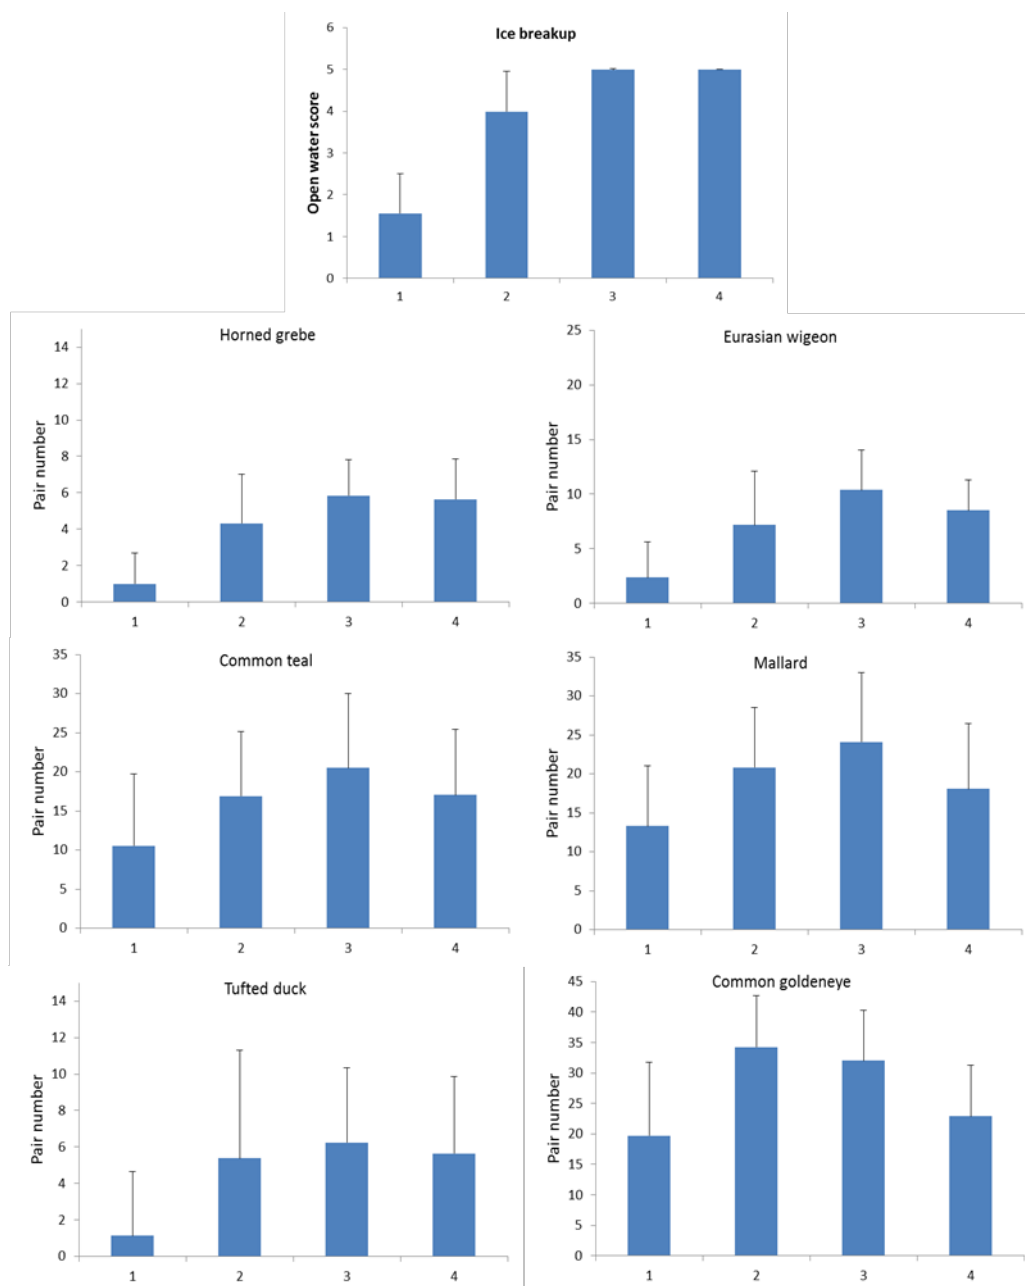 Ice breakup
Open water score
6
5
4
3
2
1
0
1 2 3 4
Horned grebe
Pair number
14
12
10
8
6
4
2
0
1 2 3 4
Eurasian wigeon
Pair number
25
20
15
10
5
0
1 2 3 4
Common teal
Pair number
35
30
25
20
15
10
5
0
1 2 3 4
Mallard
Pair number
35
30
25
20
15
10
5
0
1 2 3 4
Tufted duck
Pair number
14
12
10
8
6
4
2
0
1 2 3 4
Common goldeneye
Pair number
45
40
35
30
25
20
15
10
5
0
1 2 3 4